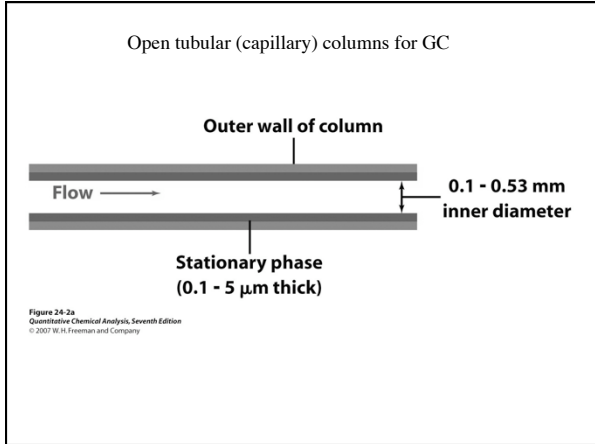 Open tubular (capillary) columns for GC
Outer wall of column
Flow
0.1 - 0.53 mm
inner diameter
Stationary phase
(0.1 - 5 μm thick)
Figure 24-2a
Quantitative Chemical Analysis, Seventh Edition
© 2007 W. H. Freeman and Company